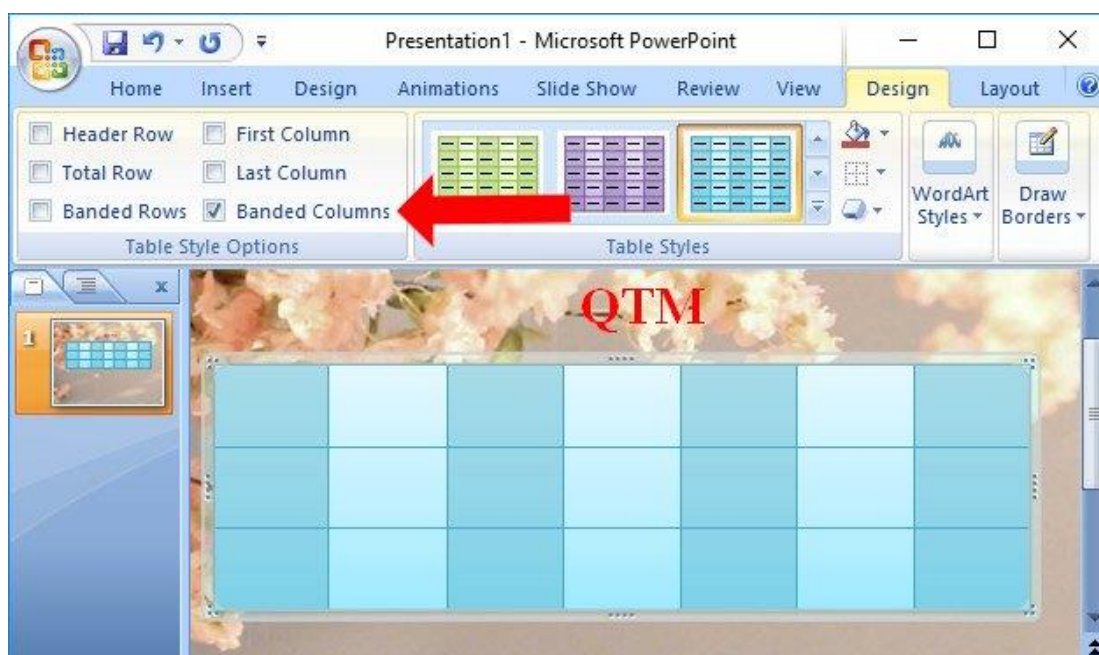 Presentation1 - Microsoft PowerPoint
Home Insert Design Animations Slide Show Review View Design Layout
Header Row First Column
Total Row Last Column
Banded Rows Banded Columns
WordArt Styles
Draw Borders
Table Style Options Table Styles
1
QTM